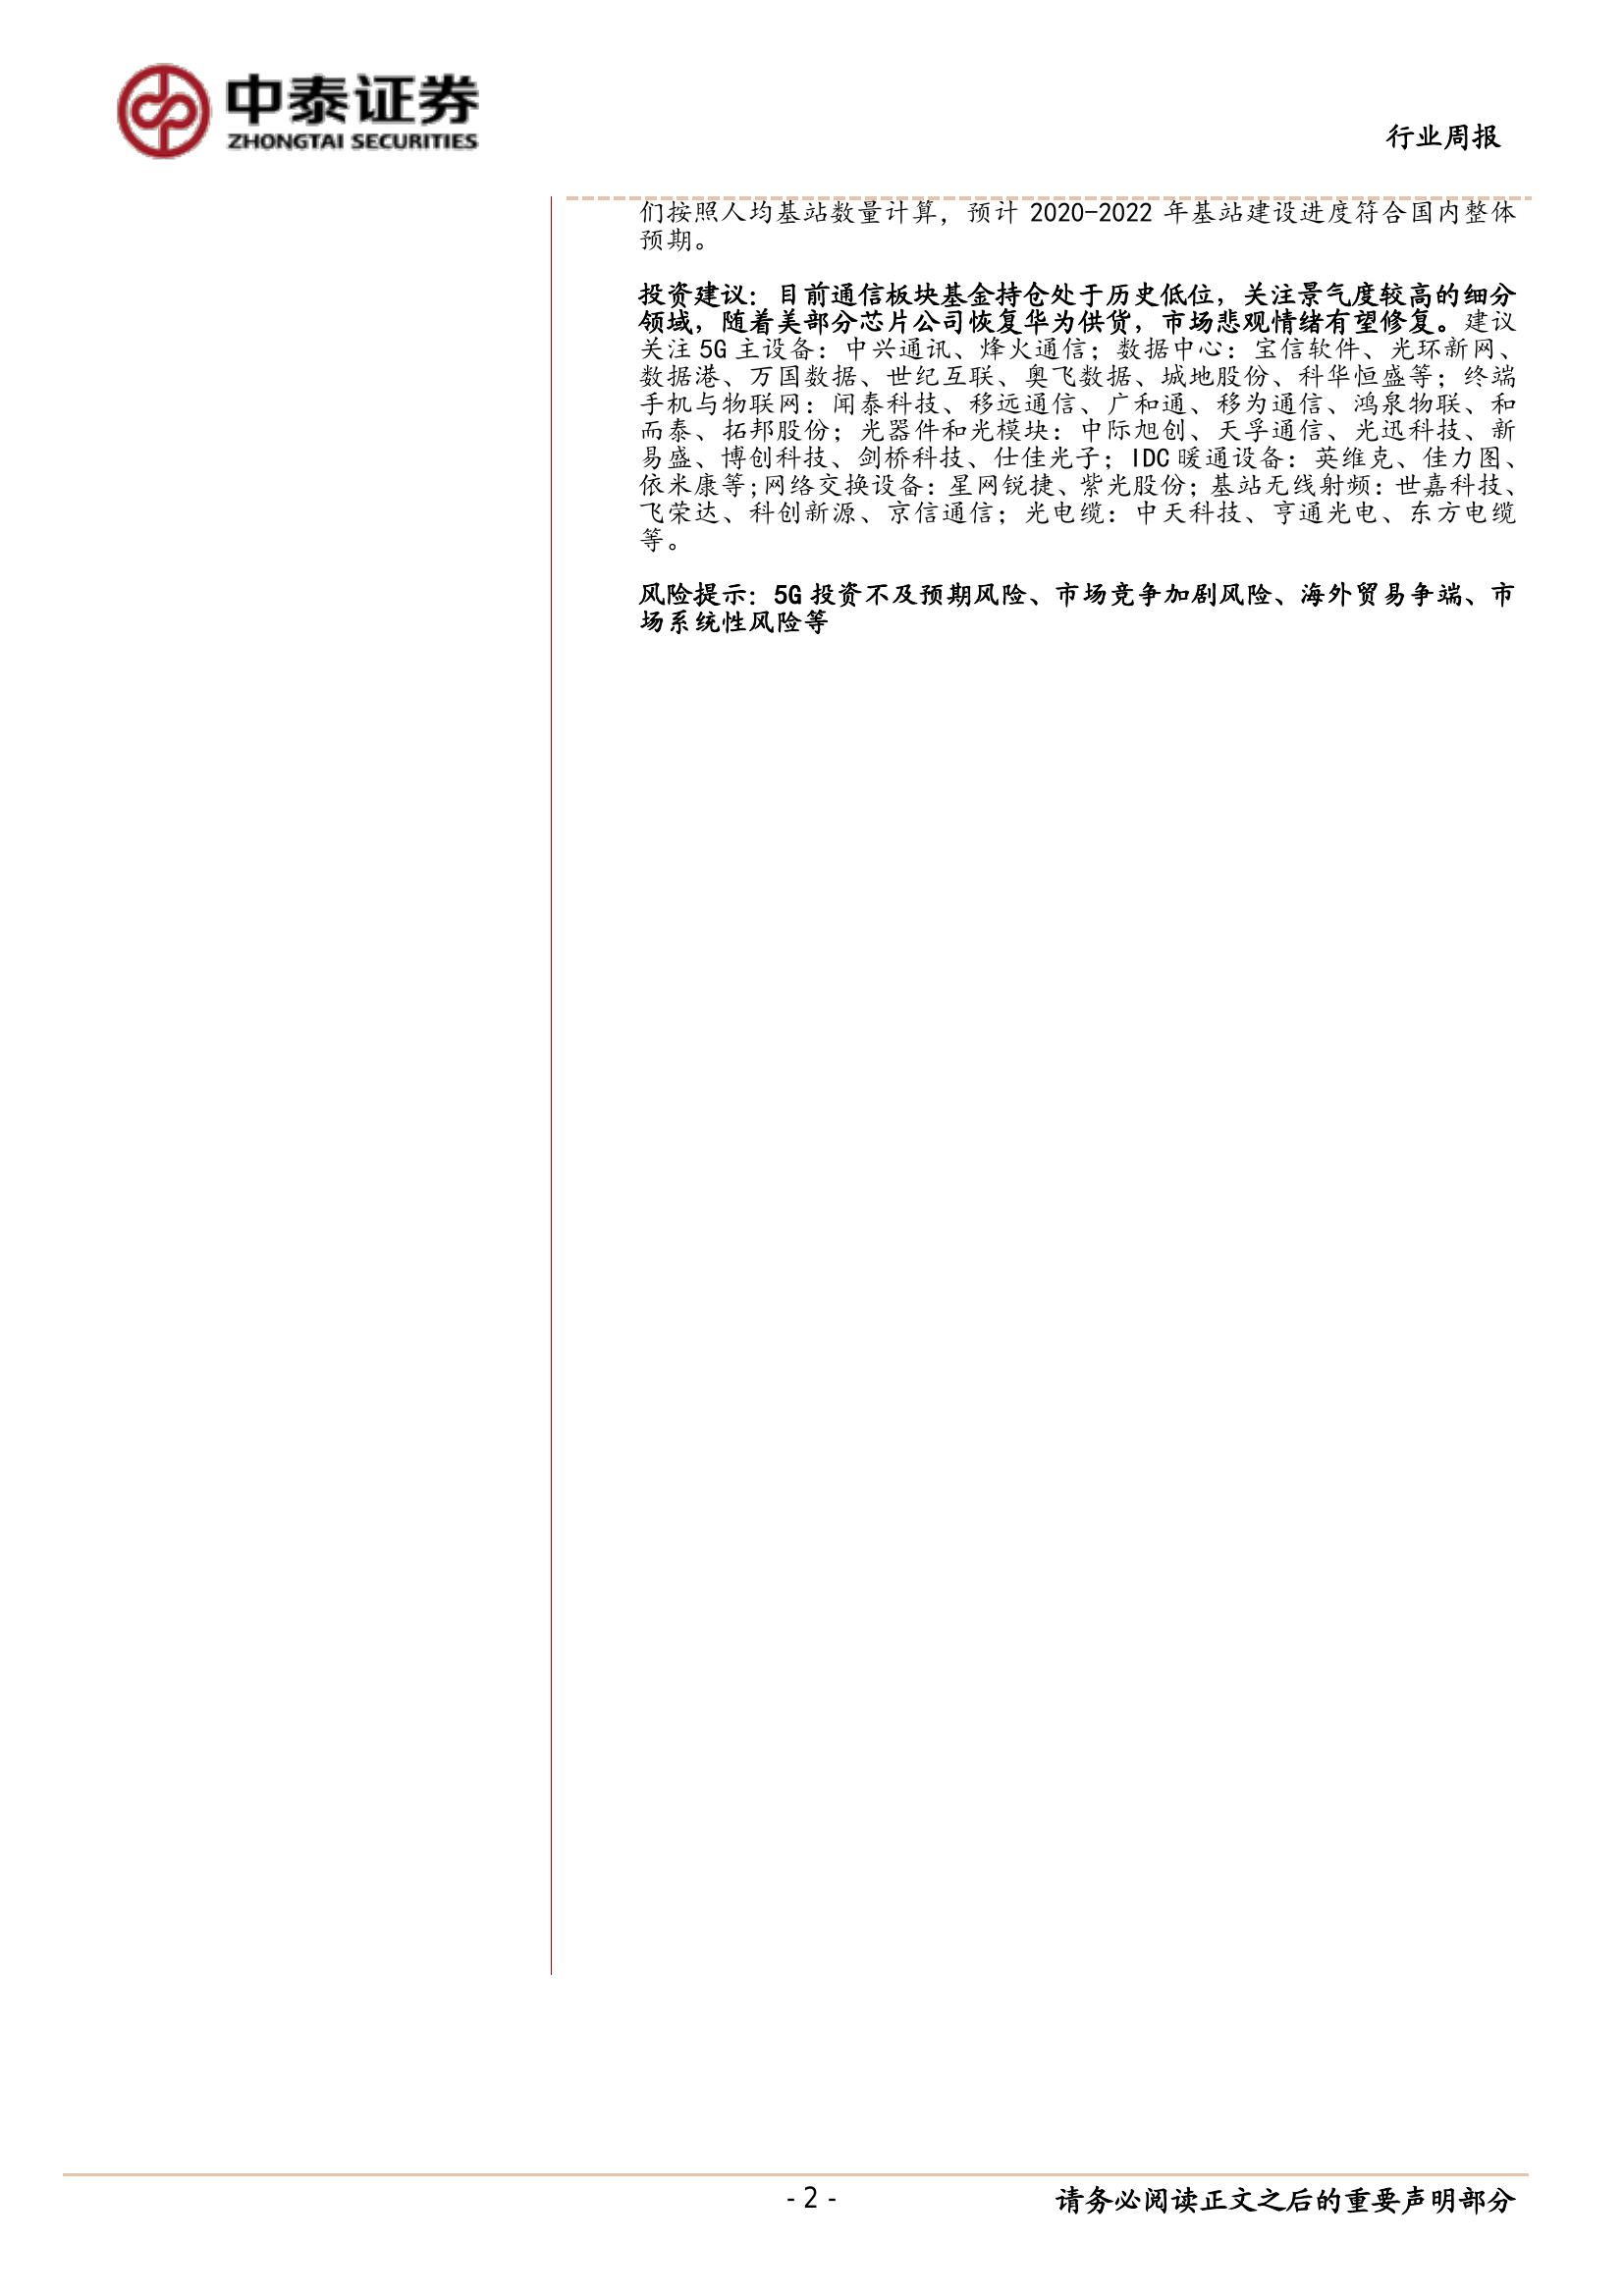 中泰证券
ZHONGTAI SECURITIES
行业周报
们按照人均基站数量计算，预计 2020-2022 年基站建设进度符合国内整体
预期。
投资建议：目前通信板块基金持仓处于历史低位，关注景气度较高的细分
领域，随着美部分芯片公司恢复华为供货，市场悲观情绪有望修复。建议
关注 5G 主设备：中兴通讯、烽火通信；数据中心：宝信软件、光环新网、
数据港、万国数据、世纪互联、奥飞数据、城地股份、科华恒盛等；终端
手机与物联网：闻泰科技、移远通信、广和通、移为通信、鸿泉物联、和
而泰、拓邦股份；光器件和光模块：中际旭创、天孚通信、光迅科技、新
易盛、博创科技、剑桥科技、仕佳光子；IDC 暖通设备：英维克、佳力图、
依米康等；网络交换设备：星网锐捷、紫光股份；基站无线射频：世嘉科技、
飞荣达、科创新源、京信通信；光电缆：中天科技、亨通光电、东方电缆
等。
风险提示：5G 投资不及预期风险、市场竞争加剧风险、海外贸易争端、市
场系统性风险等
- 2 -
请务必阅读正文之后的重要声明部分